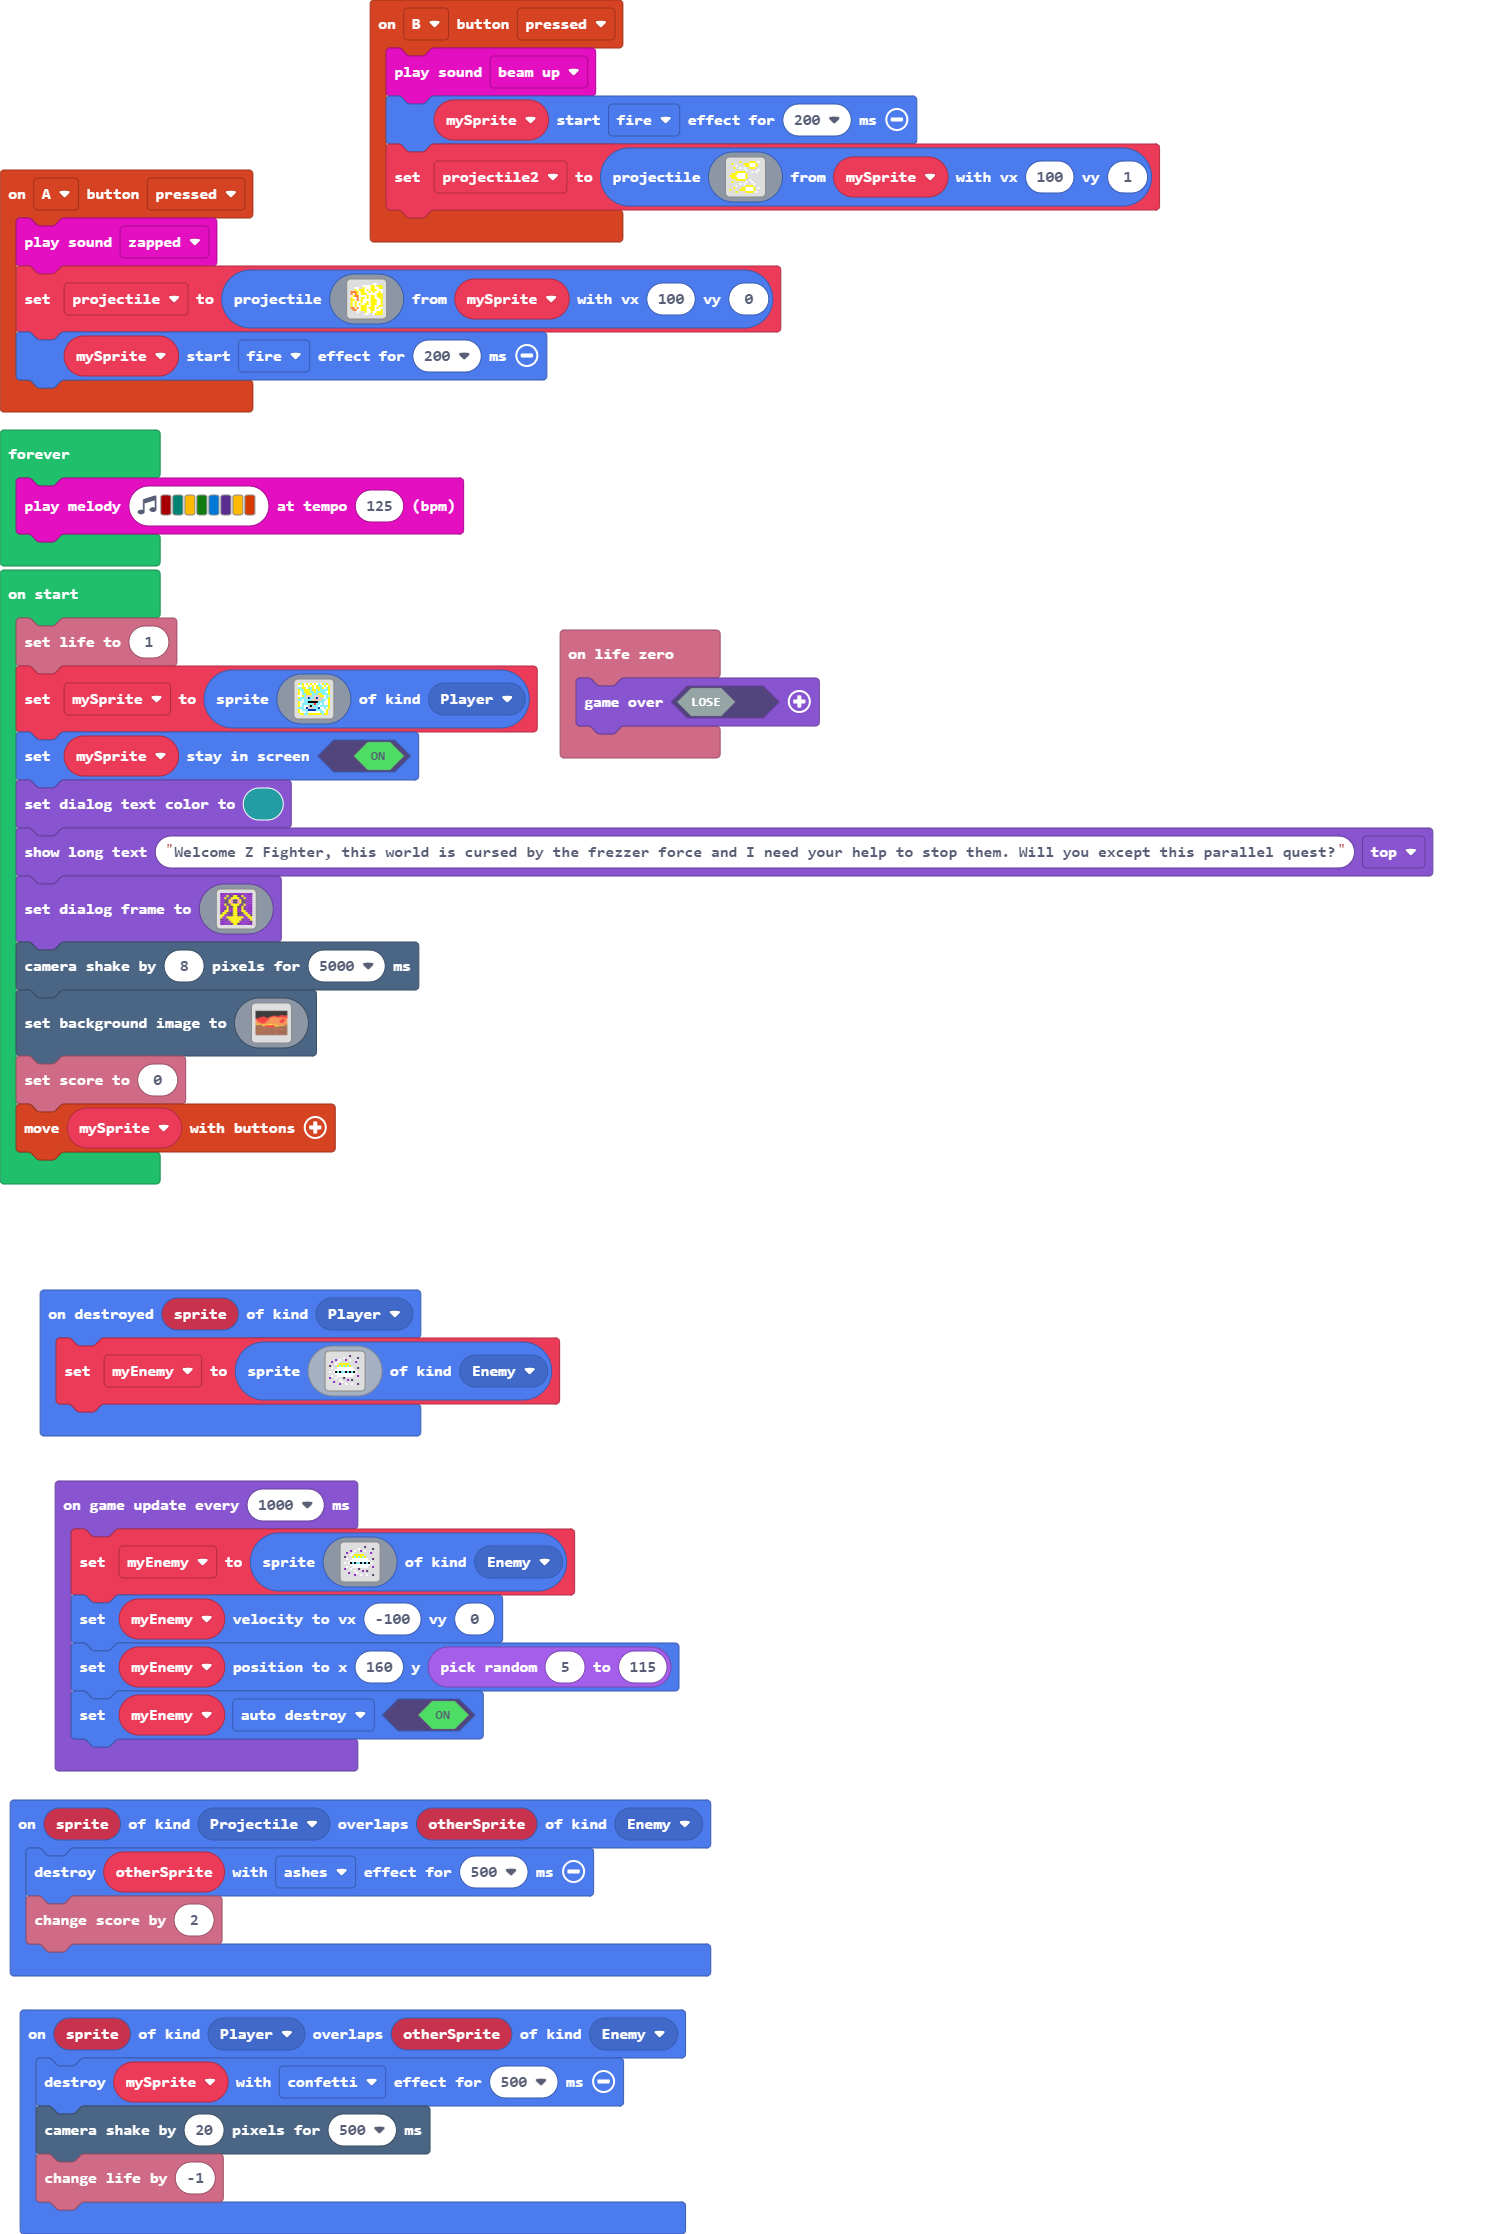 on B button pressed
play sound beam up
mySprite start fire effect for 200 ms
set projectile2 to projectile from mySprite with vx 100 vy 1
on A button pressed
play sound zapped
set projectile to projectile from mySprite with vx 100 vy 0
mySprite start fire effect for 200 ms
forever
play melody at tempo 125 (bpm)
on start
set life to 1
set mySprite to sprite of kind Player
set mySprite stay in screen ON
set dialog text color to
show long text "Welcome Z Fighter, this world is cursed by the frezzer force and I need your help to stop them. Will you except this parallel quest?" top
set dialog frame to
camera shake by 8 pixels for 5000 ms
set background image to
set score to 0
move mySprite with buttons
on life zero
game over LOSE
on destroyed sprite of kind Player
set myEnemy to sprite of kind Enemy
on game update every 1000 ms
set myEnemy to sprite of kind Enemy
set myEnemy velocity to vx -100 vy 0
set myEnemy position to x 160 y pick random 5 to 115
set myEnemy auto destroy ON
on sprite of kind Projectile overlaps otherSprite of kind Enemy
destroy otherSprite with ashes effect for 500 ms
change score by 2
on sprite of kind Player overlaps otherSprite of kind Enemy
destroy mySprite with confetti effect for 500 ms
camera shake by 20 pixels for 500 ms
change life by -1